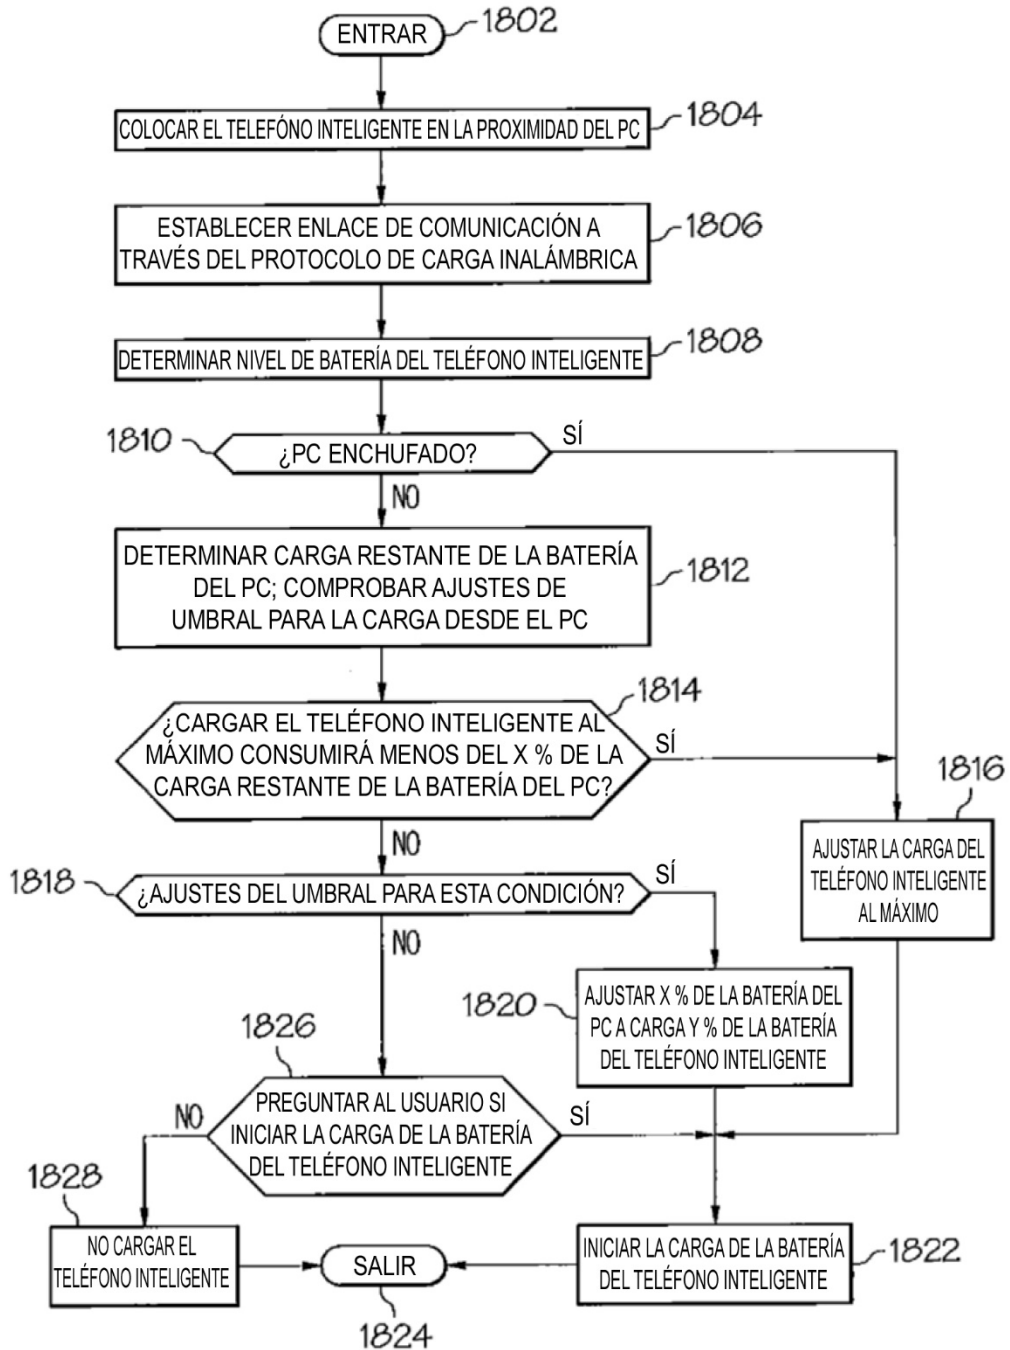 ENTRAR
1802
COLOCAR EL TELEFÓNO INTELIGENTE EN LA PROXIMIDAD DEL PC
1804
ESTABLECER ENLACE DE COMUNICACIÓN A
TRAVÉS DEL PROTOCOLO DE CARGA INALÁMBRICA
1806
DETERMINAR NIVEL DE BATERÍA DEL TELÉFONO INTELIGENTE
1808
1810
¿PC ENCHUFADO?
SÍ
NO
DETERMINAR CARGA RESTANTE DE LA BATERÍA
DEL PC; COMPROBAR AJUSTES DE
UMBRAL PARA LA CARGA DESDE EL PC
1812
¿CARGAR EL TELÉFONO INTELIGENTE AL
MÁXIMO CONSUMIRÁ MENOS DEL X % DE LA
CARGA RESTANTE DE LA BATERÍA DEL PC?
1814
SÍ
NO
1816
AJUSTAR LA CARGA DEL
TELÉFONO INTELIGENTE
AL MÁXIMO
1818
¿AJUSTES DEL UMBRAL PARA ESTA CONDICIÓN?
SÍ
NO
1820
AJUSTAR X % DE LA BATERÍA DEL
PC A CARGA Y % DE LA BATERÍA
DEL TELÉFONO INTELIGENTE
1826
PREGUNTAR AL USUARIO SI
INICIAR LA CARGA DE LA BATERÍA
DEL TELÉFONO INTELIGENTE
NO
SÍ
1828
NO CARGAR EL
TELÉFONO INTELIGENTE
SALIR
1824
INICIAR LA CARGA DE LA BATERÍA
DEL TELÉFONO INTELIGENTE
1822